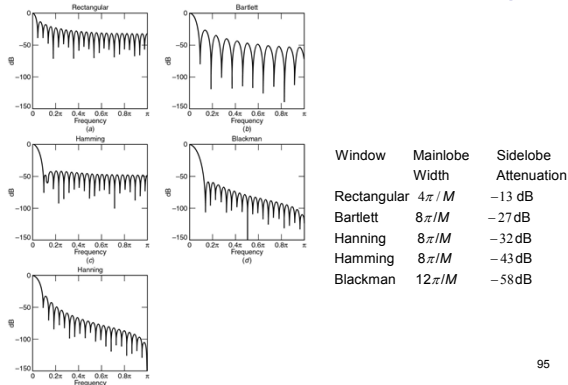 Rectangular
0
−50
−100
−150
dB
0 0.2π 0.4π 0.6π 0.8π π
Frequency
(a)
Bartlett
0
−50
−100
−150
dB
0 0.2π 0.4π 0.6π 0.8π π
Frequency
(b)
Hamming
0
−50
−100
−150
dB
0 0.2π 0.4π 0.6π 0.8π π
Frequency
(c)
Blackman
0
−50
−100
−150
dB
0 0.2π 0.4π 0.6π 0.8π π
Frequency
(d)
Hanning
0
−50
−100
−150
dB
0 0.2π 0.4π 0.6π 0.8π π
Frequency
Window Mainlobe Sidelobe
Width Attenuation
Rectangular 4π/M −13 dB
Bartlett 8π/M −27 dB
Hanning 8π/M −32 dB
Hamming 8π/M −43 dB
Blackman 12π/M −58 dB
95